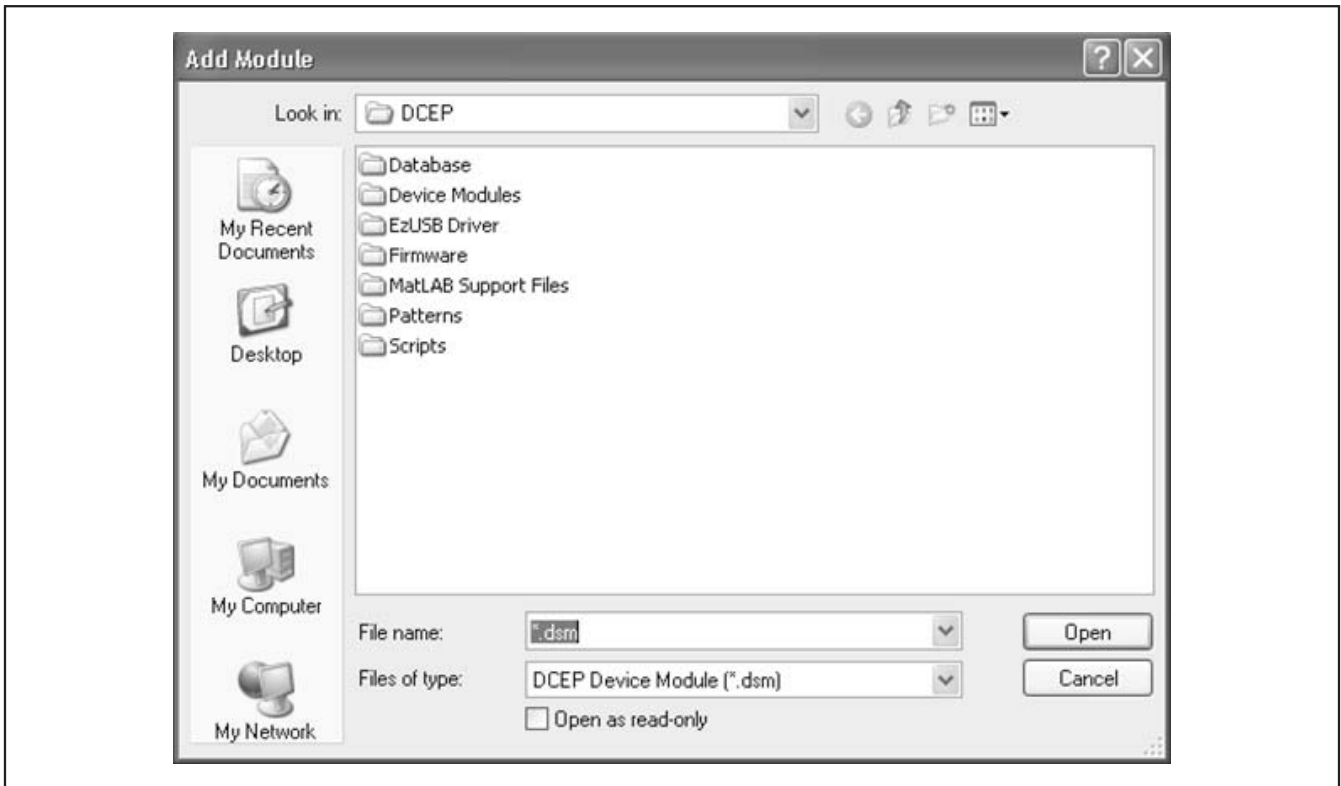 Add Module
Look in:
DCEP
My Recent
Documents
Desktop
My Documents
My Computer
My Network
Database
Device Modules
EzUSB Driver
Firmware
MatLAB Support Files
Patterns
Scripts
File name:
*.dsm
Open
Files of type:
DCEP Device Module (*.dsm)
Cancel
Open as read-only